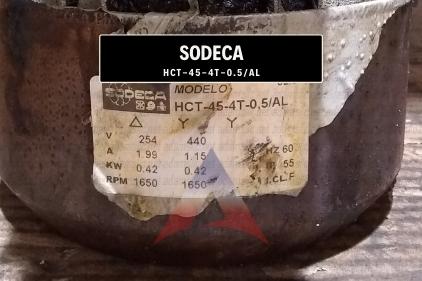 SODECA
HCT-45-4T-0.5/AL
SODECA MODELO
HCT-45-4T-0,5/AL
Δ Y Y
V 254 440
A 1.99 1.15 HZ 60
KW 0.42 0.42 55
RPM 1650 1650 CL.F